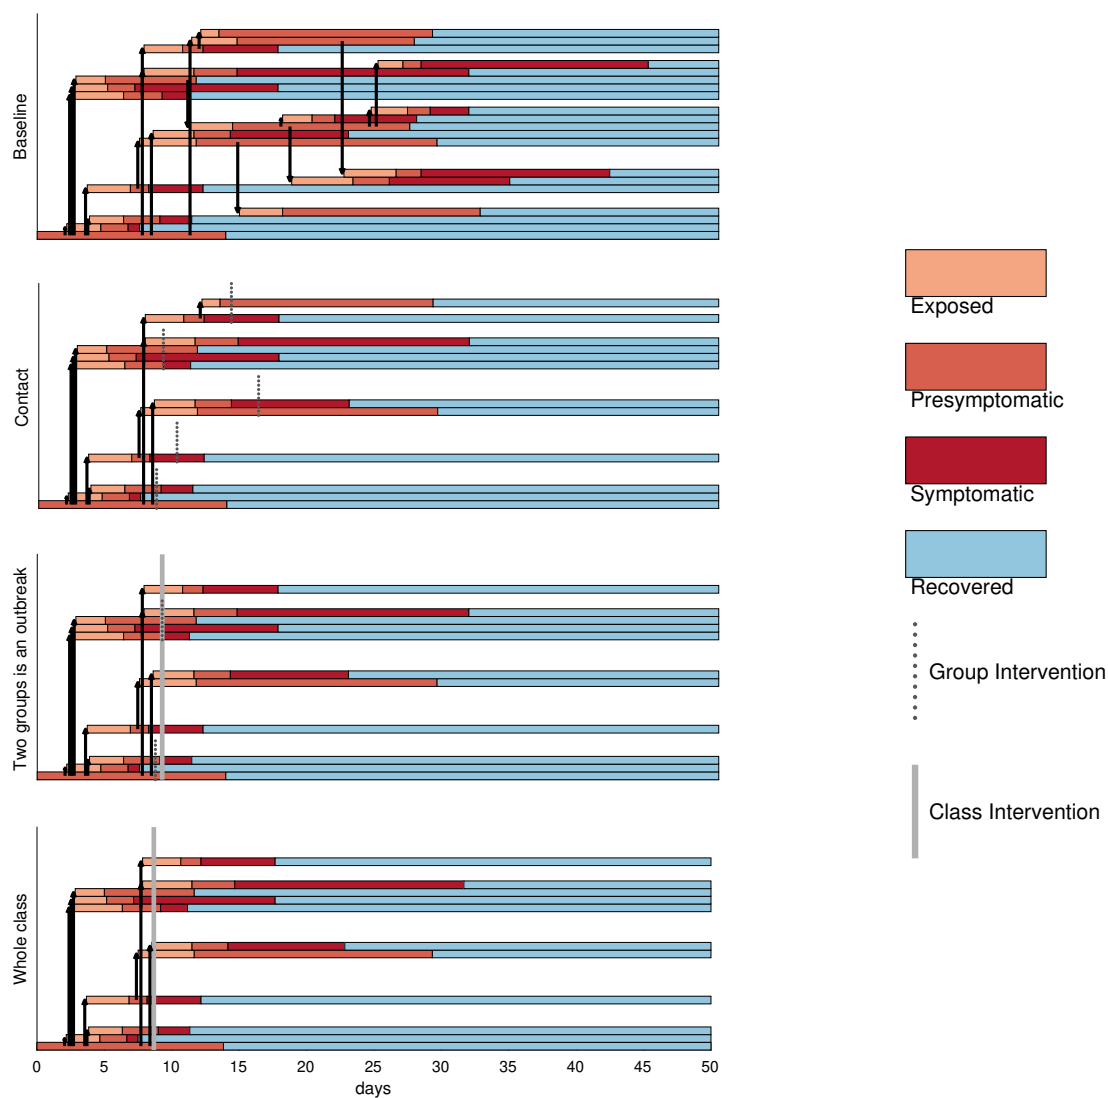 Baseline
Contact
Two groups is an outbreak
Whole class
0 5 10 15 20 25 30 35 40 45 50
days
Exposed
Presymptomatic
Symptomatic
Recovered
Group Intervention
Class Intervention